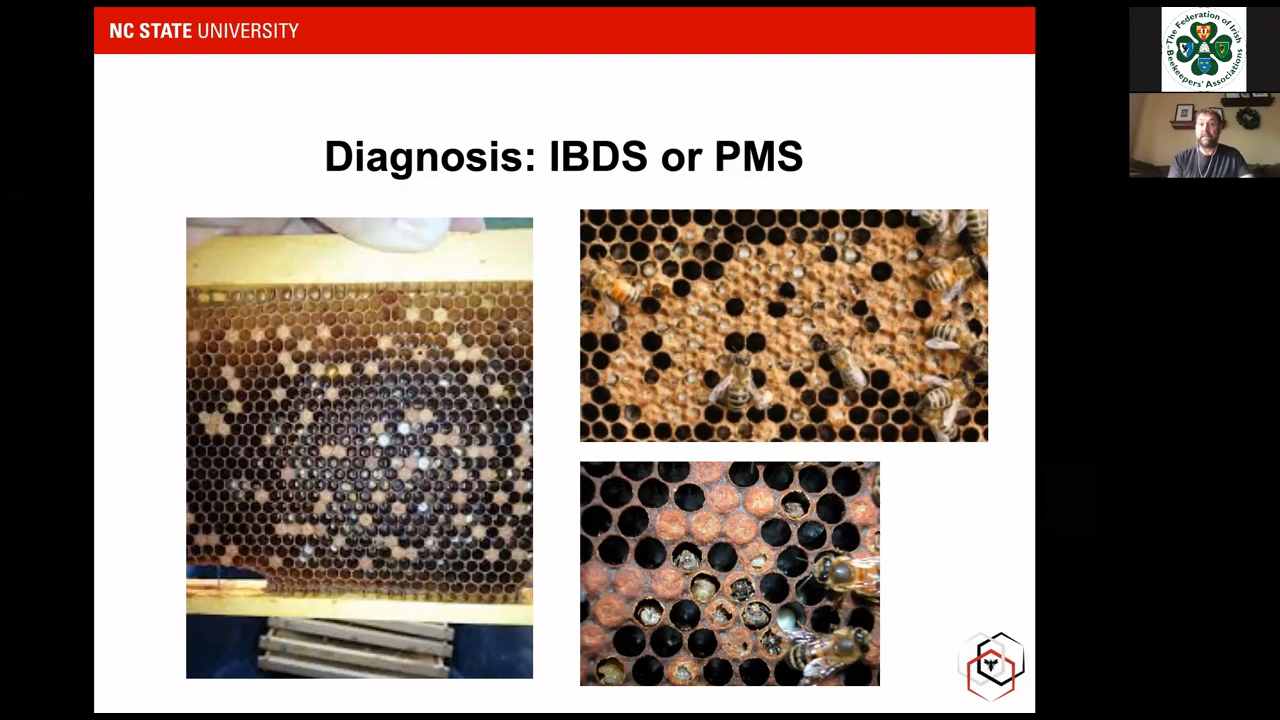 NC STATE UNIVERSITY
Diagnosis: IBDS or PMS
The Federation of Irish
Beekeepers' Associations